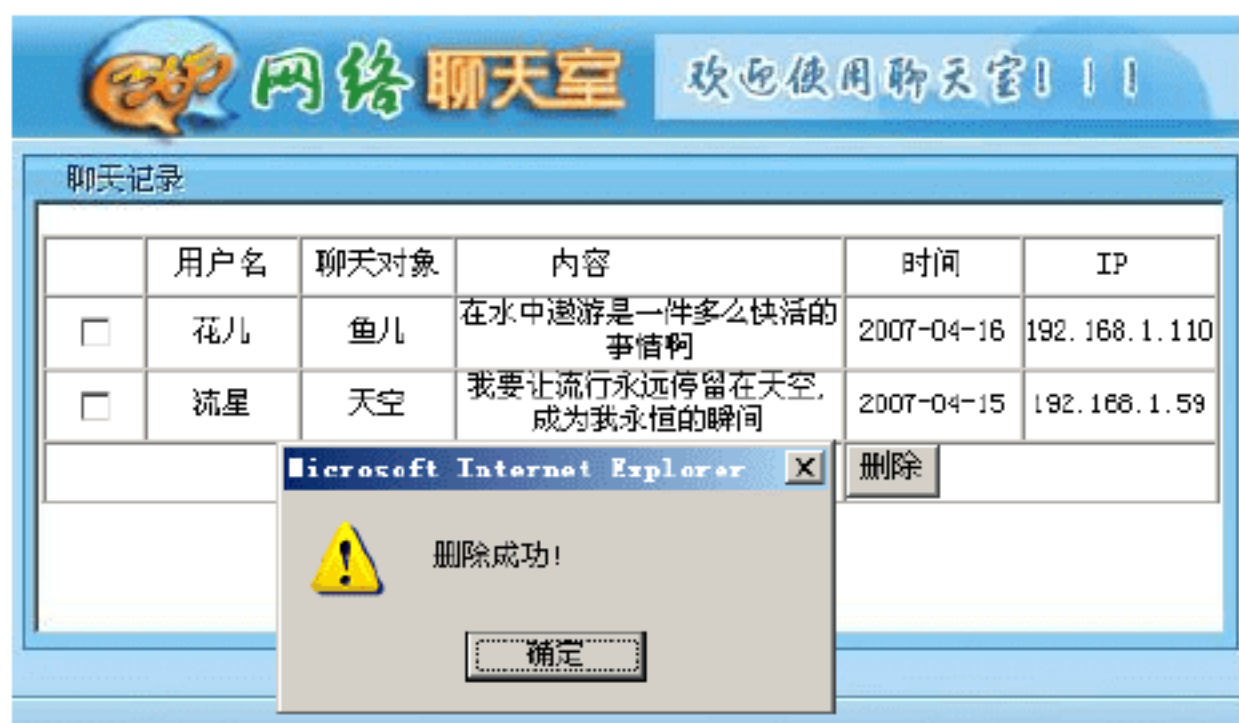 聊 网络聊天室 欢迎使用聊天室!!!
聊天记录
用户名 聊天对象 内容 时间 IP
花儿 鱼儿 在水中遨游是一件多么快活的 2007-04-16 192.168.1.110
事情啊
流星 天空 我要让流行永远停留在天空, 2007-04-15 192.168.1.59
成为我永恒的瞬间
Microsoft Internet Explorer
删除
删除成功!
确定